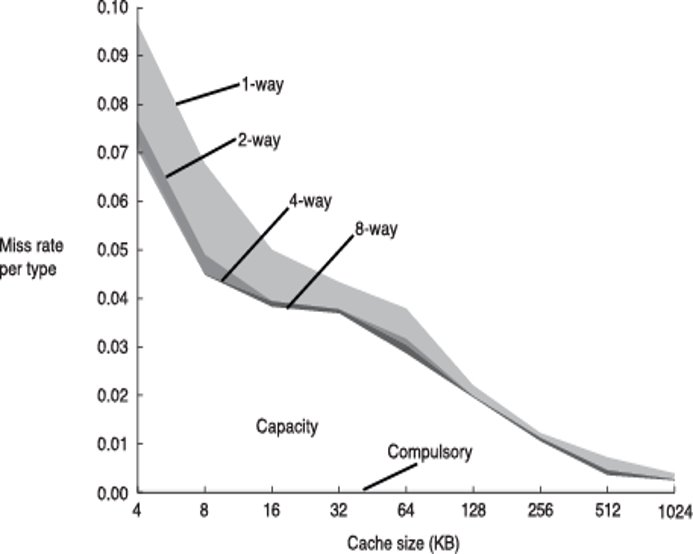 0.10
0.09
0.08
0.07
0.06
0.05
0.04
0.03
0.02
0.01
0.00
Miss rate
per type
1-way
2-way
4-way
8-way
Capacity
Compulsory
4 8 16 32 64 128 256 512 1024
Cache size (KB)